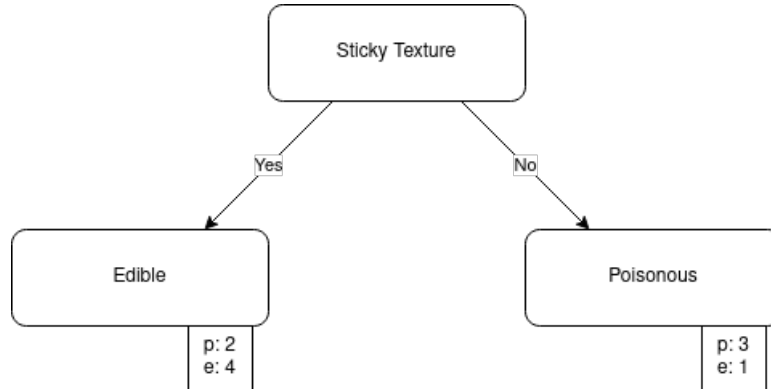 Sticky Texture
Yes
No
Edible
Poisonous
p: 2
e: 4
p: 3
e: 1